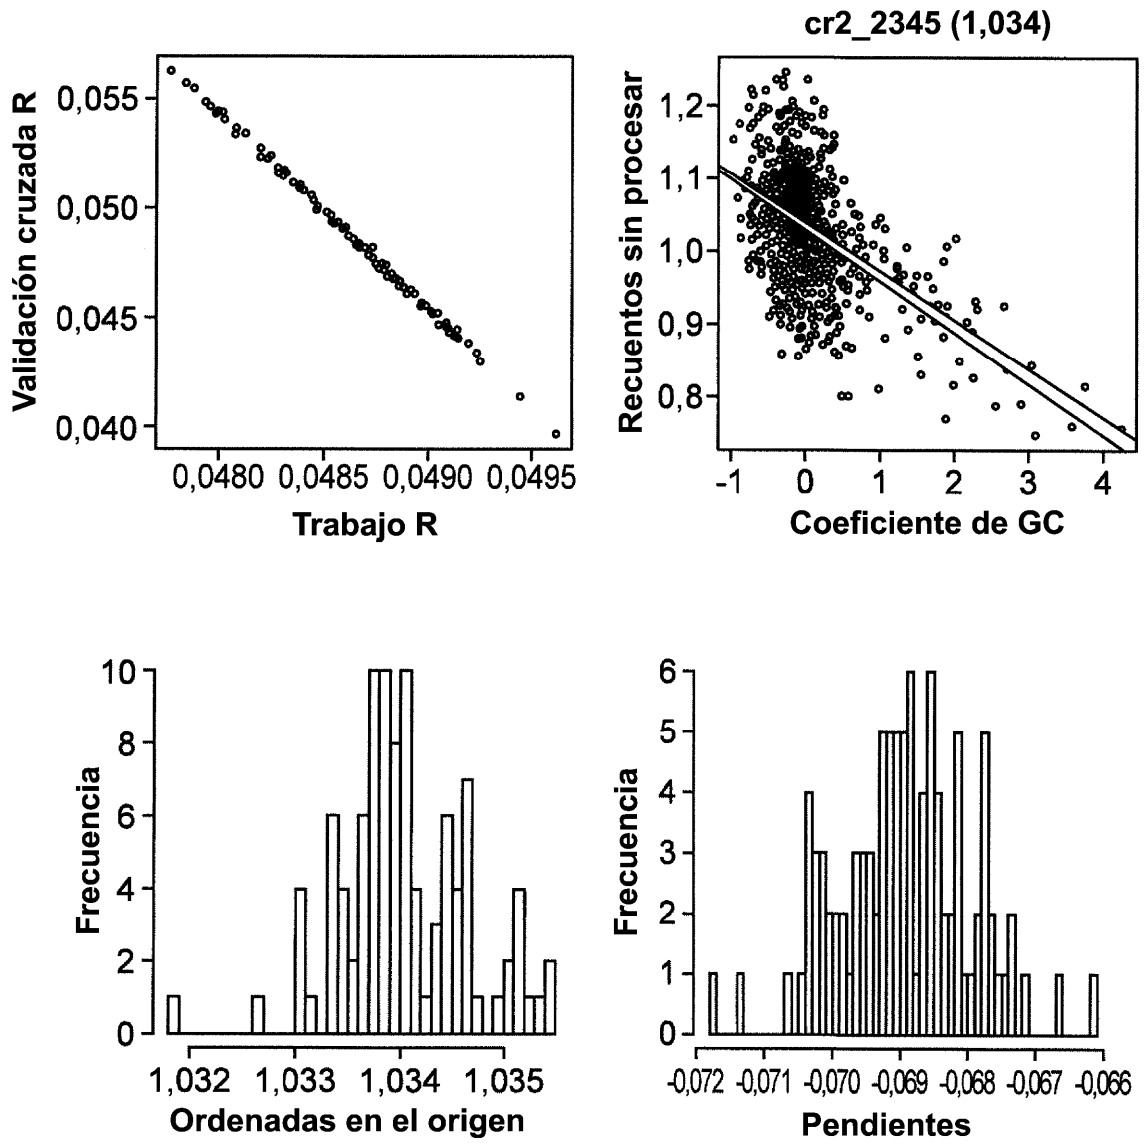 cr2_2345 (1,034)
Validación cruzada R
0,055
0,050
0,045
0,040
0,0480 0,0485 0,0490 0,0495
Trabajo R
Recuentos sin procesar
1,2
1,1
1,0
0,9
0,8
-1 0 1 2 3 4
Coeficiente de GC
Frecuencia
10
8
6
4
2
0
1,032 1,033 1,034 1,035
Ordenadas en el origen
Frecuencia
6
5
4
3
2
1
0
-0,072 -0,071 -0,070 -0,069 -0,068 -0,067 -0,066
Pendientes